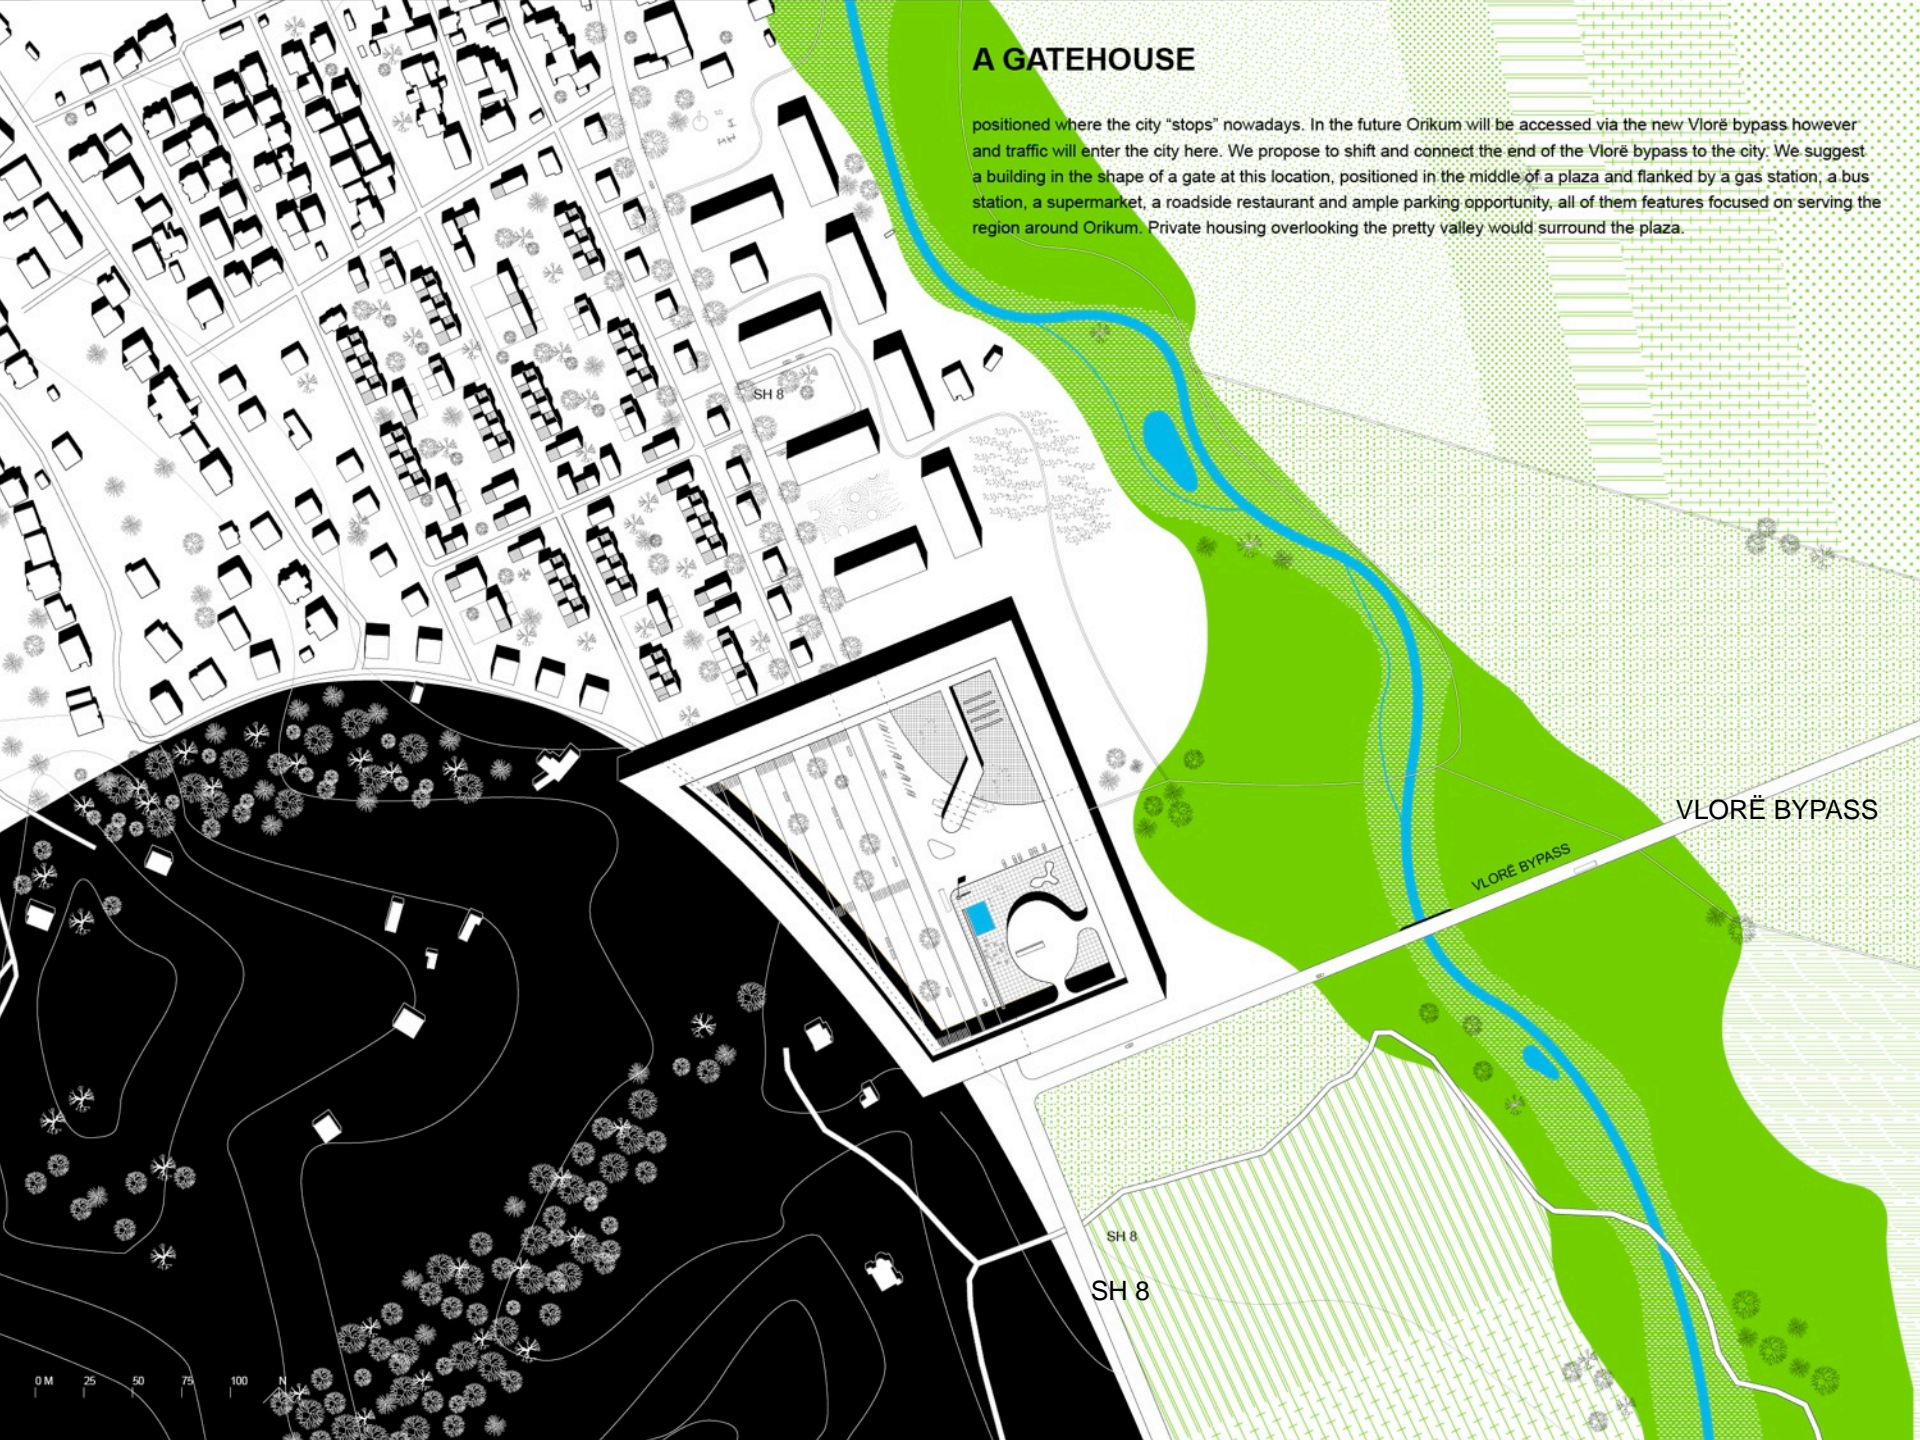 A GATEHOUSE
positioned where the city “stops” nowadays. In the future Orikum will be accessed via the new Vlorë bypass however
and traffic will enter the city here. We propose to shift and connect the end of the Vlorë bypass to the city. We suggest
a building in the shape of a gate at this location, positioned in the middle of a plaza and flanked by a gas station, a bus
station, a supermarket, a roadside restaurant and ample parking opportunity, all of them features focused on serving the
region around Orikum. Private housing overlooking the pretty valley would surround the plaza.
SH 8
VLORË BYPASS
VLORË BYPASS
SH 8
SH 8
0 M 25 50 75 100 N